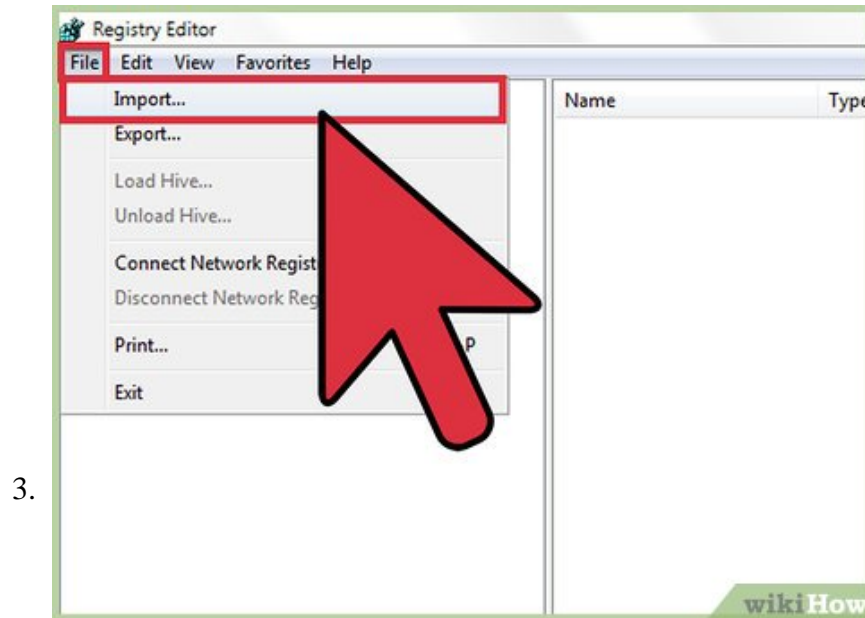 Registry Editor
File Edit View Favorites Help
Import...
Export...
Load Hive...
Unload Hive...
Connect Network Regist
Disconnect Network Reg
Print... P
Exit
Name Type
3.
wikiHow